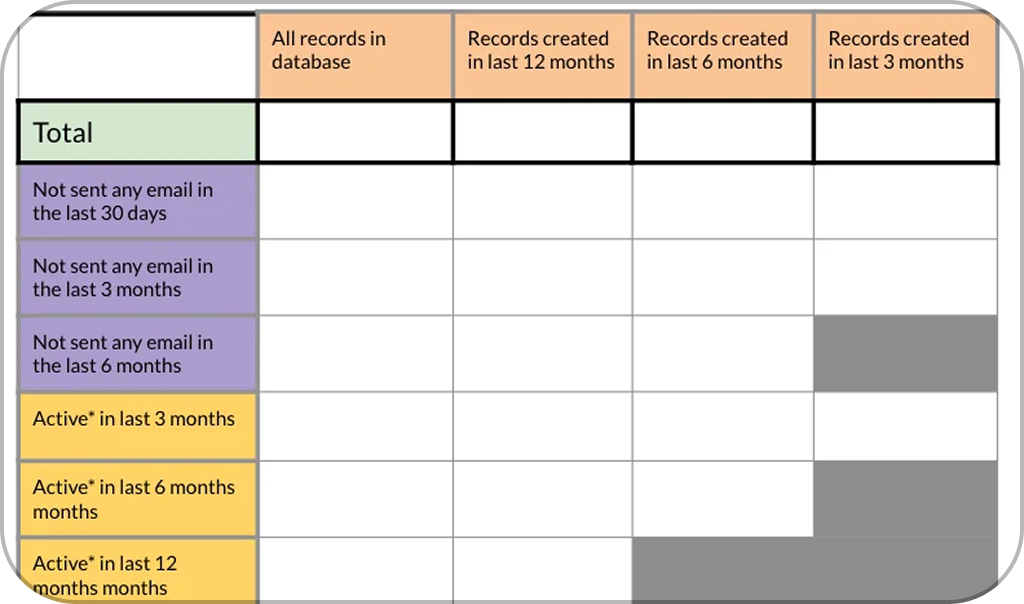 All records in
database
Records created
in last 12 months
Records created
in last 6 months
Records created
in last 3 months
Total
Not sent any email in
the last 30 days
Not sent any email in
the last 3 months
Not sent any email in
the last 6 months
Active* in last 3 months
Active* in last 6 months
months
Active* in last 12
months months